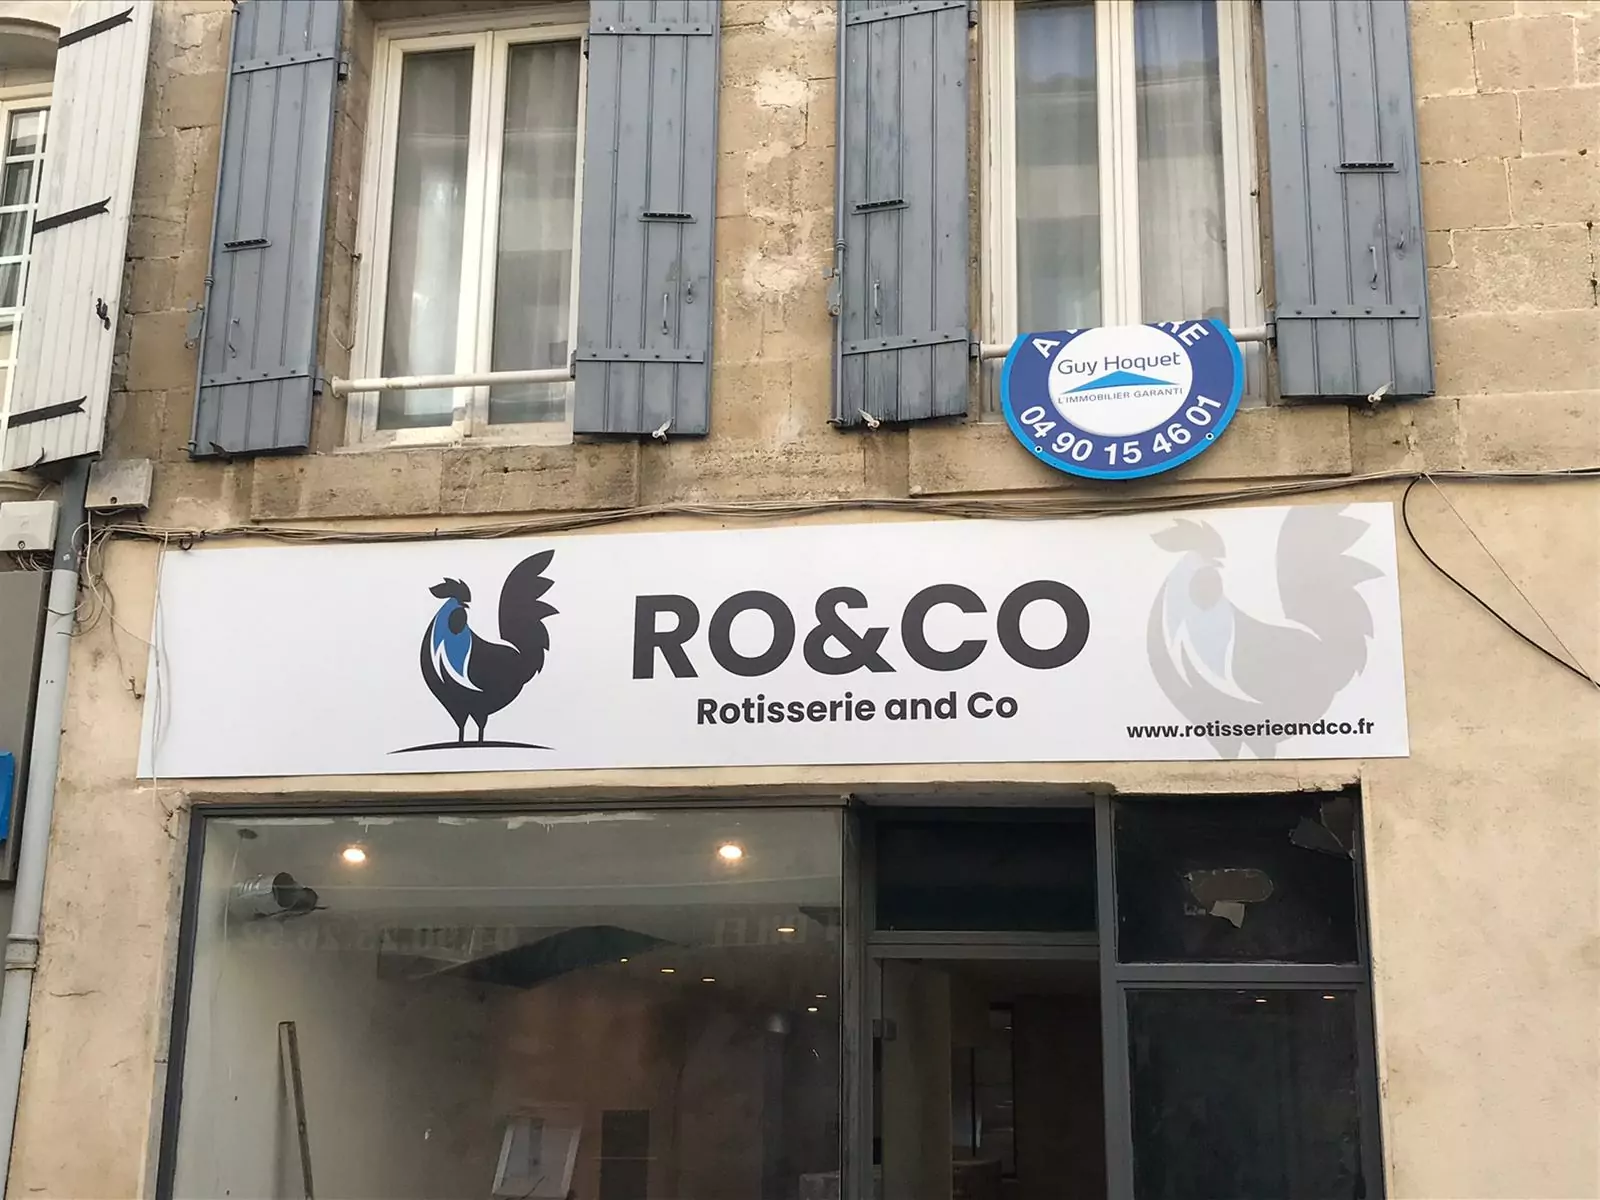 Guy Hoquet
L'IMMOBILIER GARANTI
04 90 15 46 01
RO&CO
Rotisserie and Co
www.rotisserieandco.fr